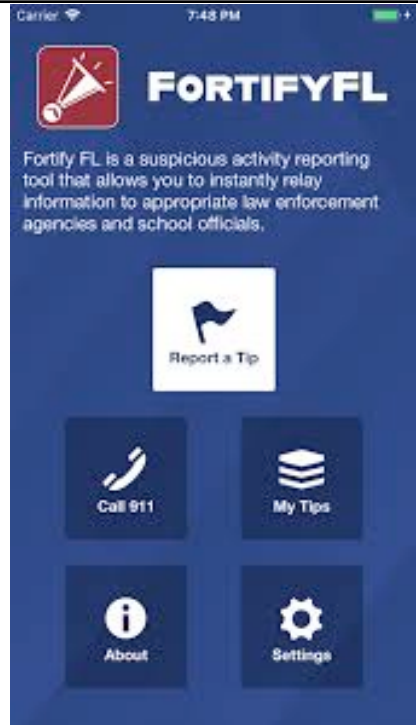 Carrier 7:48 PM
FORTIFYFL
Fortify FL is a suspicious activity reporting
tool that allows you to instantly relay
information to appropriate law enforcement
agencies and school officials.
Report a Tip
Call 911 My Tips
About Settings